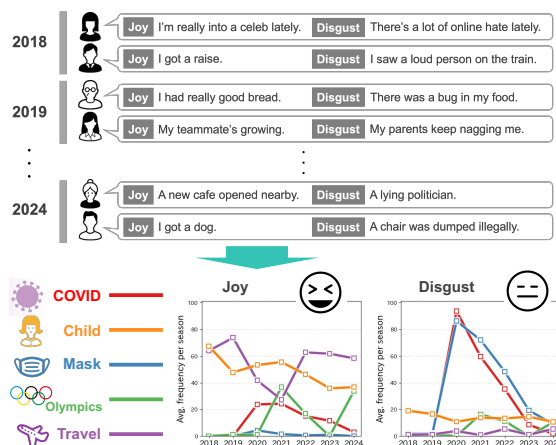 2018
Joy I'm really into a celeb lately. Disgust There's a lot of online hate lately.
Joy I got a raise. Disgust I saw a loud person on the train.
2019
Joy I had really good bread. Disgust There was a bug in my food.
Joy My teammate's growing. Disgust My parents keep nagging me.
2024
Joy A new cafe opened nearby. Disgust A lying politician.
Joy I got a dog. Disgust A chair was dumped illegally.
COVID
Child
Mask
Olympics
Travel
Joy
Avg. frequency per season
100
80
60
40
20
0
2018 2019 2020 2021 2022 2023 2024
Disgust
Avg. frequency per season
100
80
60
40
20
0
2018 2019 2020 2021 2022 2023